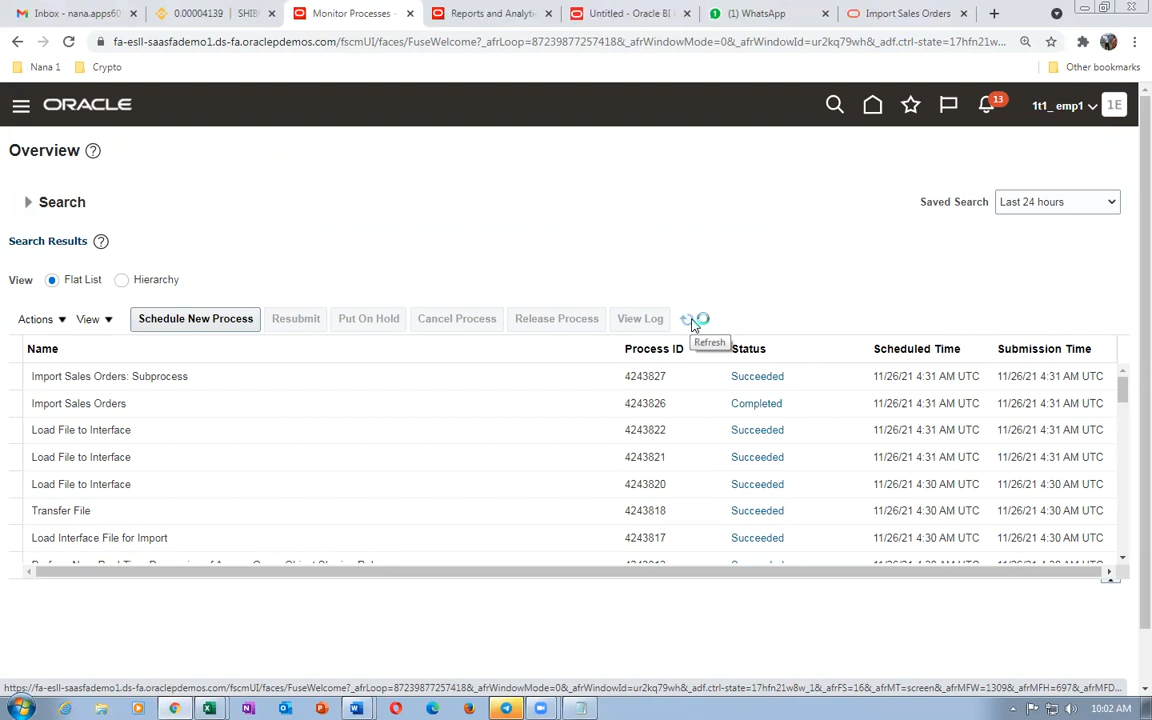 Inbox - nana.apps60
0.00004139 SHIB
Monitor Processes -
Reports and Analyti
Untitled - Oracle BI
(1) WhatsApp
Import Sales Orders
fa-esll-saasfademo1.ds-fa.oraclepdemos.com/fscmUI/faces/FuseWelcome?_afrLoop=87239877257418&_afrWindowMode=0&_afrWindowId=ur2kq79wh&_adf.ctrl-state=17hfn21w...
Nana 1 Crypto Other bookmarks
ORACLE 13 1t1_ emp1 1E
Overview
Search Saved Search Last 24 hours
Search Results
View Flat List Hierarchy
Actions View Schedule New Process Resubmit Put On Hold Cancel Process Release Process View Log
Refresh
Name Process ID Status Scheduled Time Submission Time
Import Sales Orders: Subprocess 4243827 Succeeded 11/26/21 4:31 AM UTC 11/26/21 4:31 AM UTC
Import Sales Orders 4243826 Completed 11/26/21 4:31 AM UTC 11/26/21 4:31 AM UTC
Load File to Interface 4243822 Succeeded 11/26/21 4:31 AM UTC 11/26/21 4:31 AM UTC
Load File to Interface 4243821 Succeeded 11/26/21 4:31 AM UTC 11/26/21 4:31 AM UTC
Load File to Interface 4243820 Succeeded 11/26/21 4:30 AM UTC 11/26/21 4:30 AM UTC
Transfer File 4243818 Succeeded 11/26/21 4:30 AM UTC 11/26/21 4:30 AM UTC
Load Interface File for Import 4243817 Succeeded 11/26/21 4:30 AM UTC 11/26/21 4:30 AM UTC
https://fa-esll-saasfademo1.ds-fa.oraclepdemos.com/fscmUI/faces/FuseWelcome?_afrLoop=87239877257418&_afrWindowMode=0&_afrWindowId=ur2kq79wh&_adf.ctrl-state=17hfn21w8w_1&_afrFS=16&_afrMT=screen&_afrMFW=1309&_afrMFH=697&_afrMFD...
10:02 AM